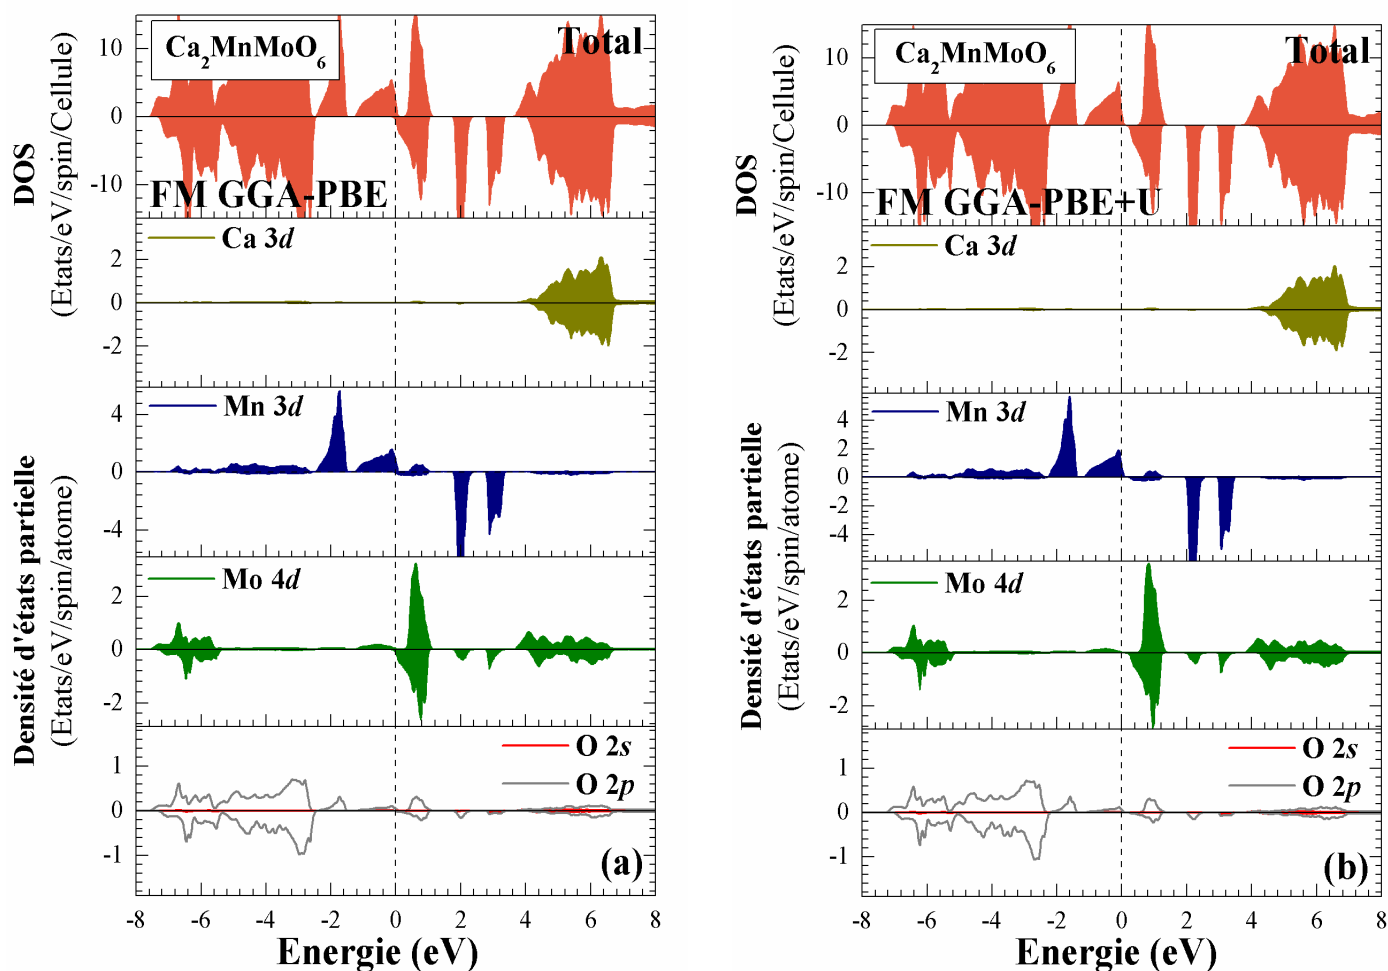 Ca2MnMoO6
Total
FM GGA-PBE
10
0
-10
DOS
(Etats/eV/spin/Cellule)
Ca 3d
2
0
-2
Mn 3d
4
0
-4
Mo 4d
2
0
-2
Densité d'états partielle
(Etats/eV/spin/atome)
O 2s
O 2p
1
0
-1
(a)
-8 -6 -4 -2 0 2 4 6 8
Energie (eV)
Ca2MnMoO6
Total
FM GGA-PBE+U
10
0
-10
DOS
(Etats/eV/spin/Cellule)
Ca 3d
2
0
-2
Mn 3d
4
2
0
-2
-4
Mo 4d
2
0
-2
Densité d'états partielle
(Etats/eV/spin/atome)
O 2s
O 2p
1
0
-1
(b)
-8 -6 -4 -2 0 2 4 6 8
Energie (eV)